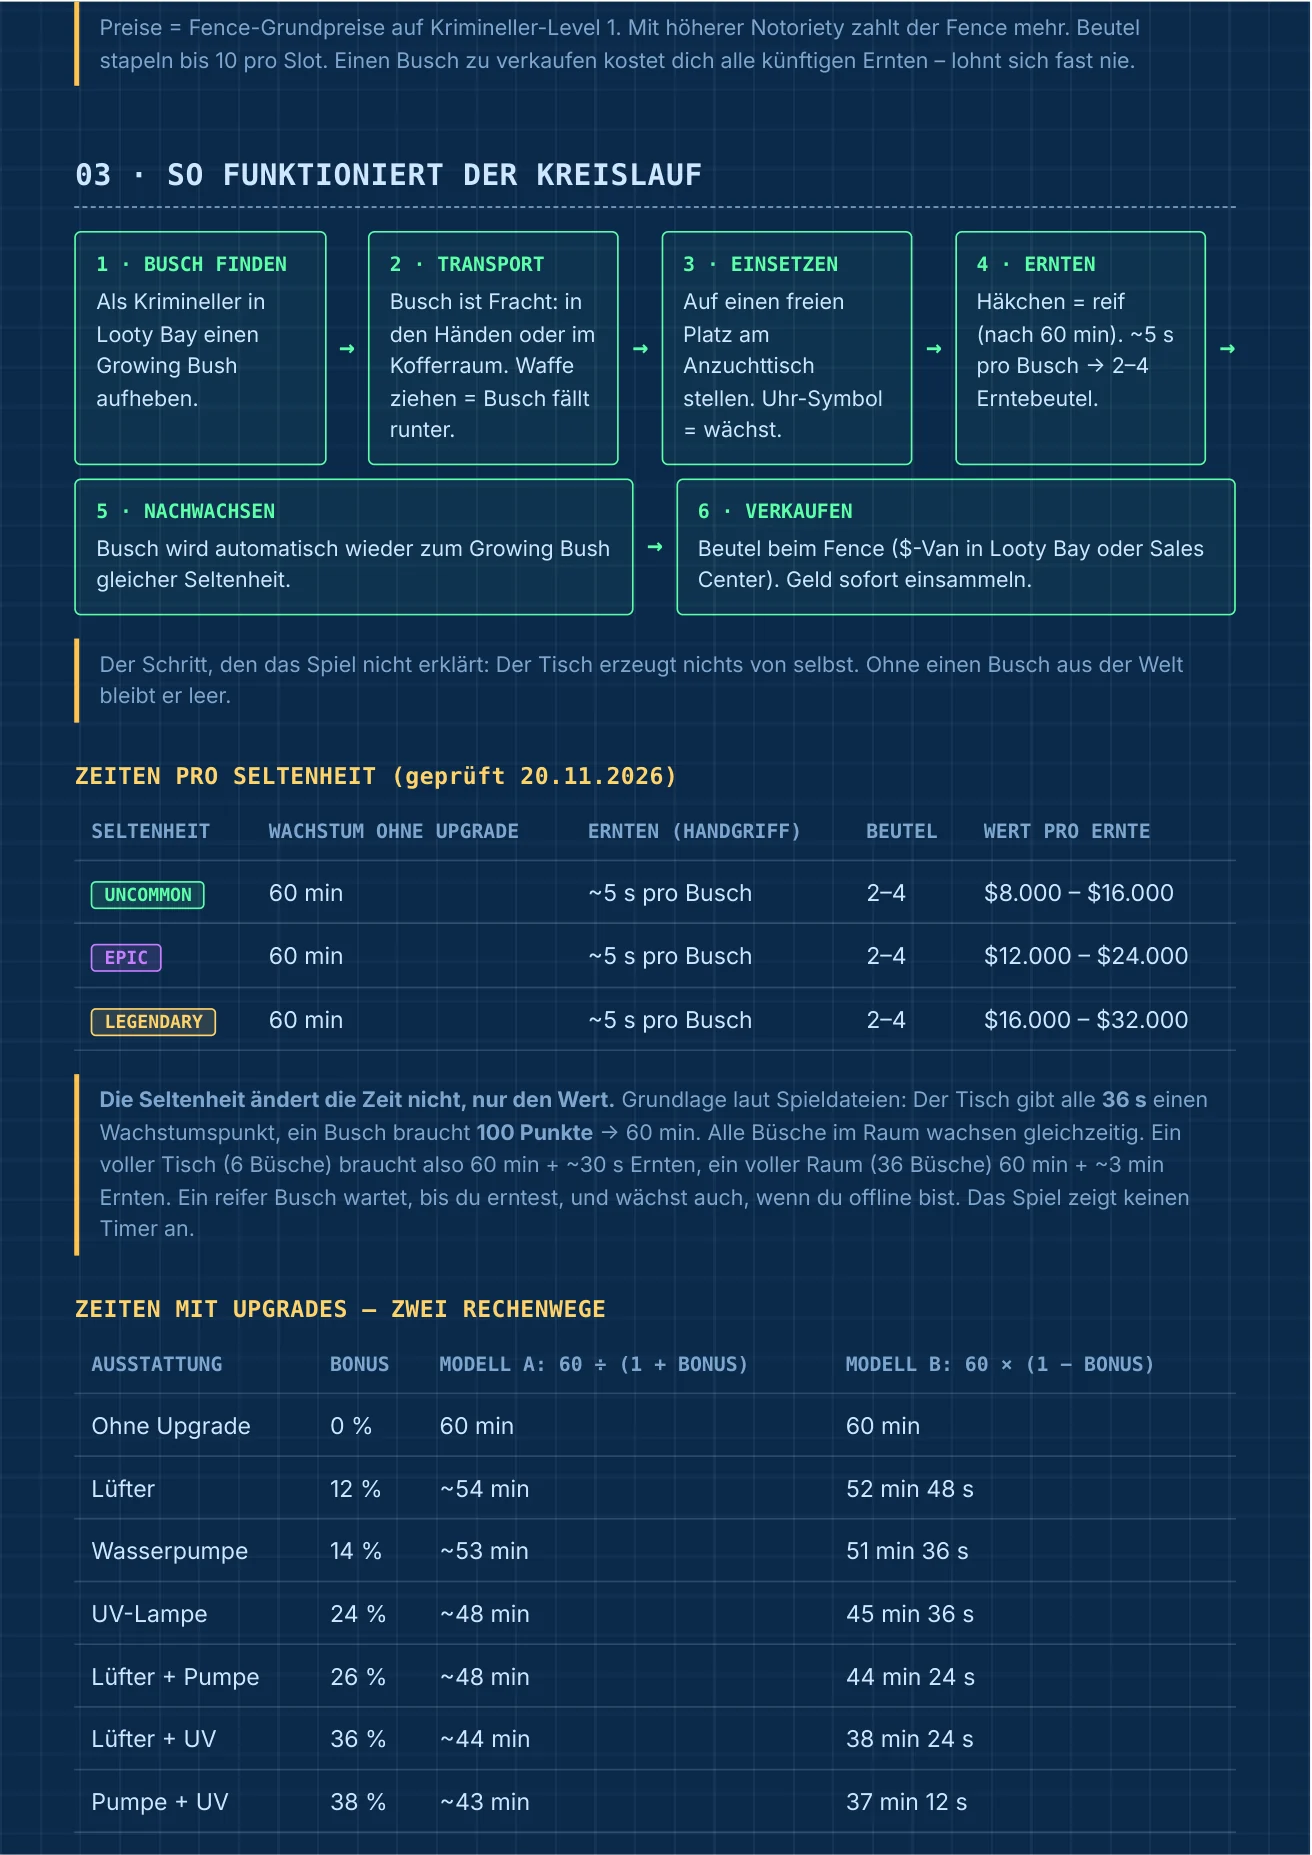 Preise = Fence-Grundpreise auf Krimineller-Level 1. Mit höherer Notoriety zahlt der Fence mehr. Beutel
stapeln bis 10 pro Slot. Einen Busch zu verkaufen kostet dich alle künftigen Ernten – lohnt sich fast nie.
03 · SO FUNKTIONIERT DER KREISLAUF
1 · BUSCH FINDEN
Als Krimineller in
Looty Bay einen
Growing Bush
aufheben.
→
2 · TRANSPORT
Busch ist Fracht: in
den Händen oder im
Kofferraum. Waffe
ziehen = Busch fällt
runter.
→
3 · EINSETZEN
Auf einen freien
Platz am
Anzuchttisch
stellen. Uhr-Symbol
= wächst.
→
4 · ERNTEN
Häkchen = reif
(nach 60 min). ~5 s
pro Busch → 2–4
Erntebeutel.
→
5 · NACHWACHSEN
Busch wird automatisch wieder zum Growing Bush
gleicher Seltenheit.
→
6 · VERKAUFEN
Beutel beim Fence ($-Van in Looty Bay oder Sales
Center). Geld sofort einsammeln.
Der Schritt, den das Spiel nicht erklärt: Der Tisch erzeugt nichts von selbst. Ohne einen Busch aus der Welt
bleibt er leer.
ZEITEN PRO SELTENHEIT (geprüft 20.11.2026)
SELTENHEIT WACHSTUM OHNE UPGRADE ERNTEN (HANDGRIFF) BEUTEL WERT PRO ERNTE
UNCOMMON 60 min ~5 s pro Busch 2–4 $8.000 – $16.000
EPIC 60 min ~5 s pro Busch 2–4 $12.000 – $24.000
LEGENDARY 60 min ~5 s pro Busch 2–4 $16.000 – $32.000
Die Seltenheit ändert die Zeit nicht, nur den Wert. Grundlage laut Spieldateien: Der Tisch gibt alle 36 s einen
Wachstumspunkt, ein Busch braucht 100 Punkte → 60 min. Alle Büsche im Raum wachsen gleichzeitig. Ein
voller Tisch (6 Büsche) braucht also 60 min + ~30 s Ernten, ein voller Raum (36 Büsche) 60 min + ~3 min
Ernten. Ein reifer Busch wartet, bis du erntest, und wächst auch, wenn du offline bist. Das Spiel zeigt keinen
Timer an.
ZEITEN MIT UPGRADES – ZWEI RECHENWEGE
AUSSTATTUNG BONUS MODELL A: 60 ÷ (1 + BONUS) MODELL B: 60 × (1 − BONUS)
Ohne Upgrade 0 % 60 min 60 min
Lüfter 12 % ~54 min 52 min 48 s
Wasserpumpe 14 % ~53 min 51 min 36 s
UV-Lampe 24 % ~48 min 45 min 36 s
Lüfter + Pumpe 26 % ~48 min 44 min 24 s
Lüfter + UV 36 % ~44 min 38 min 24 s
Pumpe + UV 38 % ~43 min 37 min 12 s